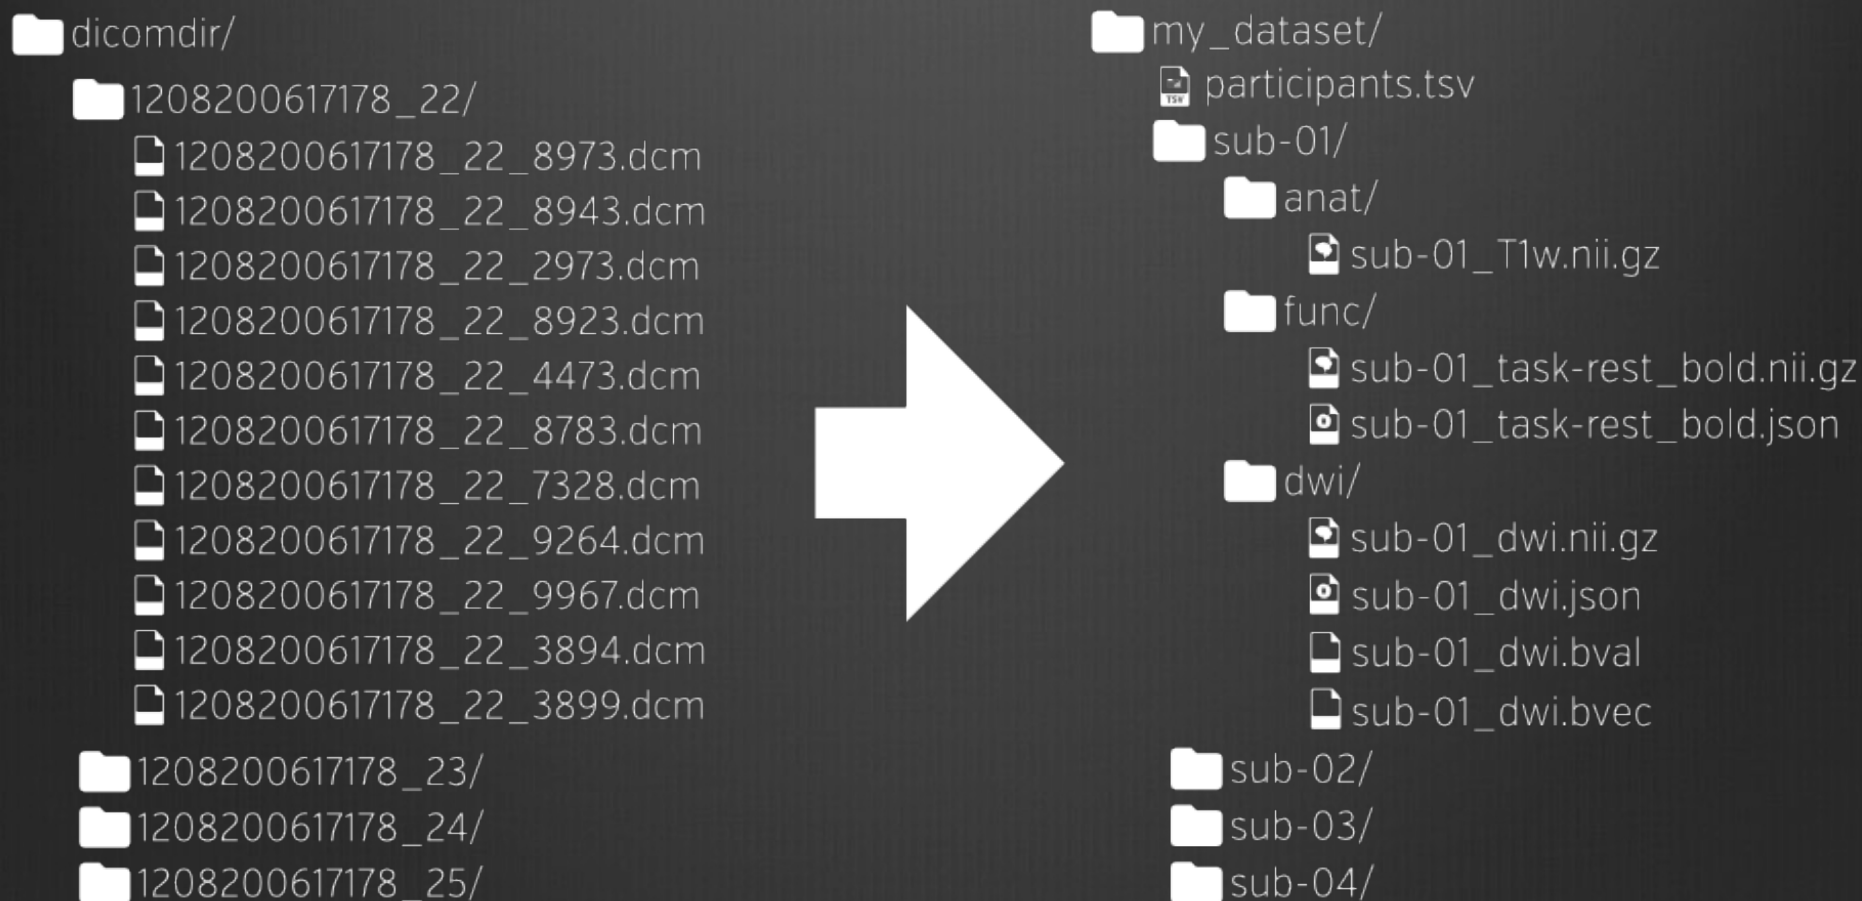 dicomdir/
1208200617178_22/
1208200617178_22_8973.dcm
1208200617178_22_8943.dcm
1208200617178_22_2973.dcm
1208200617178_22_8923.dcm
1208200617178_22_4473.dcm
1208200617178_22_8783.dcm
1208200617178_22_7328.dcm
1208200617178_22_9264.dcm
1208200617178_22_9967.dcm
1208200617178_22_3894.dcm
1208200617178_22_3899.dcm
1208200617178_23/
1208200617178_24/
1208200617178_25/
my_dataset/
TSV participants.tsv
sub-01/
anat/
sub-01_T1w.nii.gz
func/
sub-01_task-rest_bold.nii.gz
sub-01_task-rest_bold.json
dwi/
sub-01_dwi.nii.gz
sub-01_dwi.json
sub-01_dwi.bval
sub-01_dwi.bvec
sub-02/
sub-03/
sub-04/